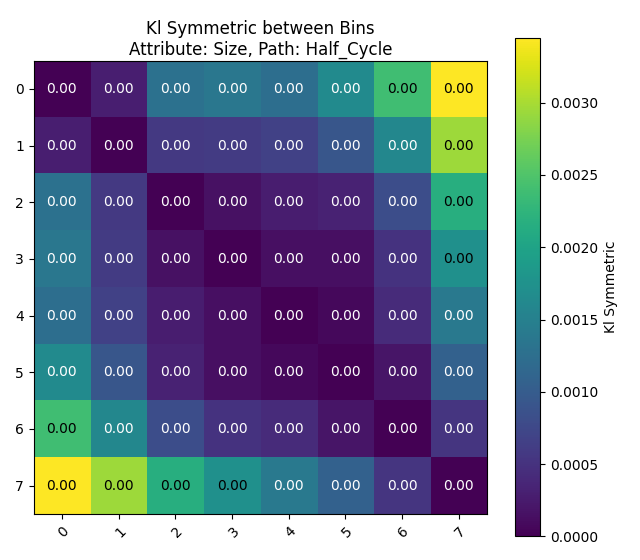 Kl Symmetric between Bins
Attribute: Size, Path: Half_Cycle
0 0.00 0.00 0.00 0.00 0.00 0.00 0.00 0.00
1 0.00 0.00 0.00 0.00 0.00 0.00 0.00 0.00
2 0.00 0.00 0.00 0.00 0.00 0.00 0.00 0.00
3 0.00 0.00 0.00 0.00 0.00 0.00 0.00 0.00
4 0.00 0.00 0.00 0.00 0.00 0.00 0.00 0.00
5 0.00 0.00 0.00 0.00 0.00 0.00 0.00 0.00
6 0.00 0.00 0.00 0.00 0.00 0.00 0.00 0.00
7 0.00 0.00 0.00 0.00 0.00 0.00 0.00 0.00
0 1 2 3 4 5 6 7
0.0030
0.0025
0.0020
0.0015
0.0010
0.0005
0.0000
Kl Symmetric